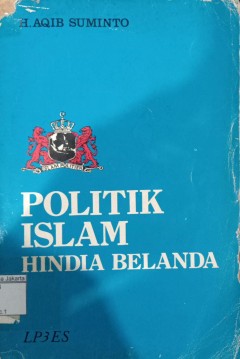 H. AQIB SUMINTO
POLITIK
ISLAM
HINDIA BELANDA
LP3ES